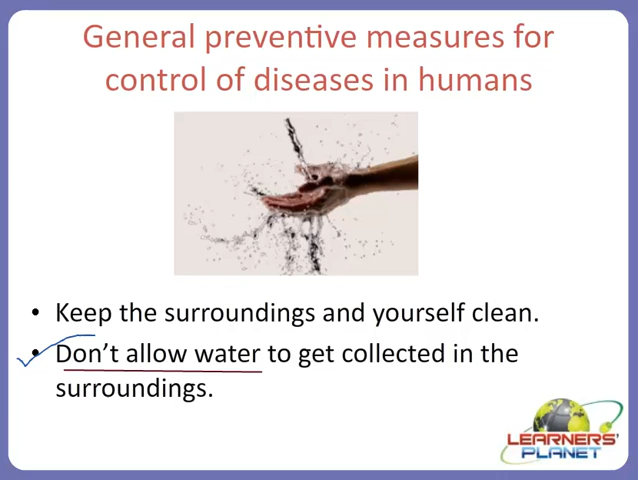 General preventive measures for
control of diseases in humans
• Keep the surroundings and yourself clean.
• Don't allow water to get collected in the
surroundings.
LEARNERS'
PLANET